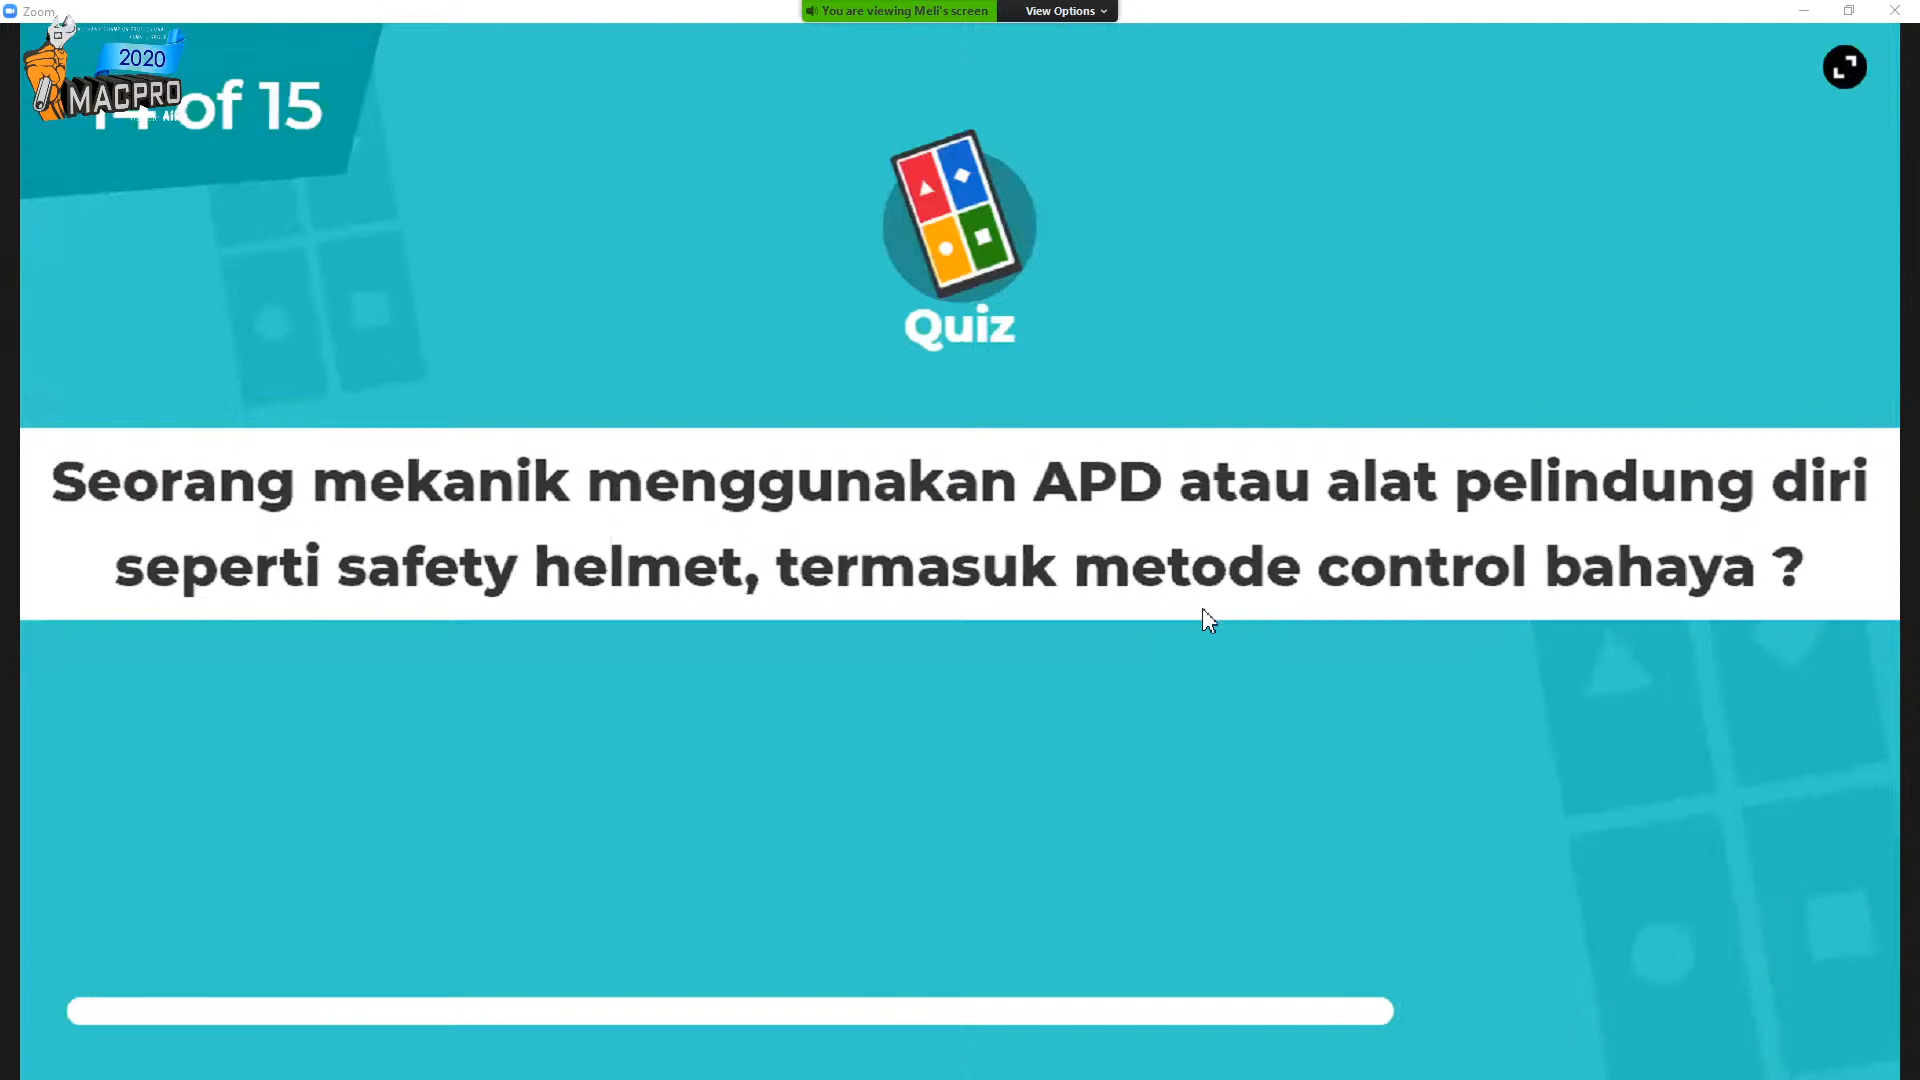 Zoom
You are viewing Meli's screen
View Options
2020
MACPRO
14 of 15
Quiz
Seorang mekanik menggunakan APD atau alat pelindung diri
seperti safety helmet, termasuk metode control bahaya ?